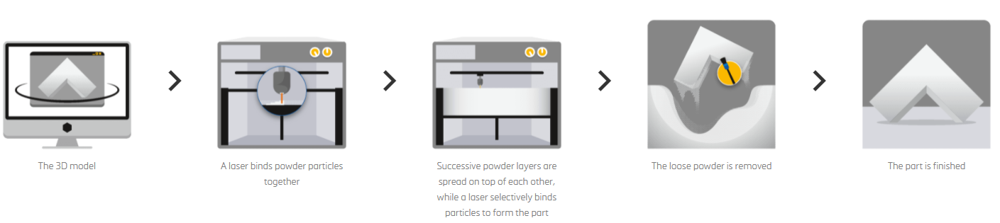 The 3D model
A laser binds powder particles
together
Successive powder layers are
spread on top of each other,
while a laser selectively binds
particles to form the part
The loose powder is removed
The part is finished